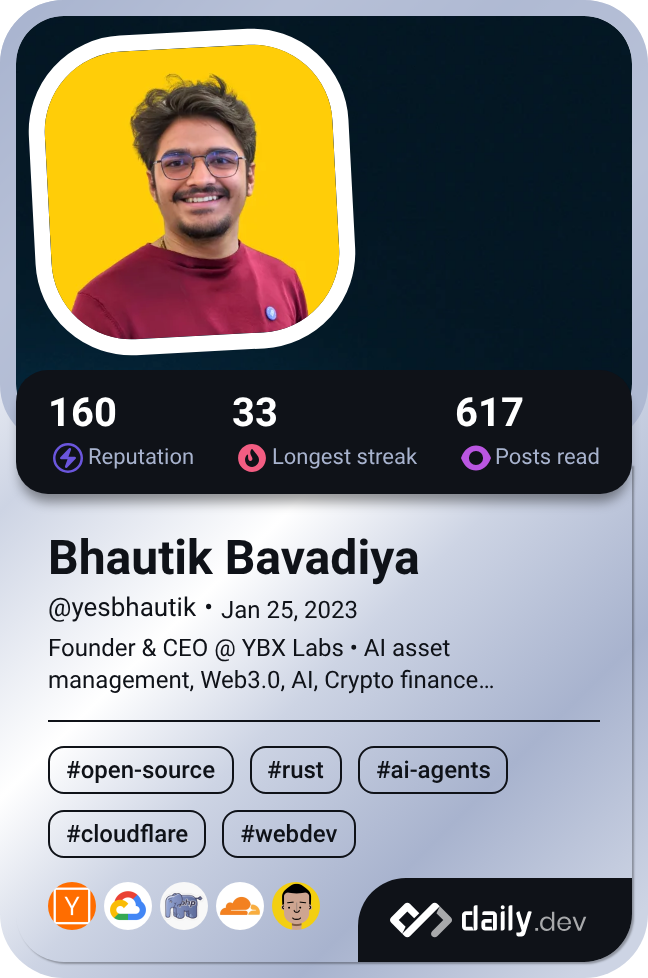 160 33 617
Reputation Longest streak Posts read
Bhautik Bavadiya
@yesbhautik • Jan 25, 2023
Founder & CEO @ YBX Labs • AI asset
management, Web3.0, AI, Crypto finance…
#open-source #rust #ai-agents
#cloudflare #webdev
Y php
daily.dev